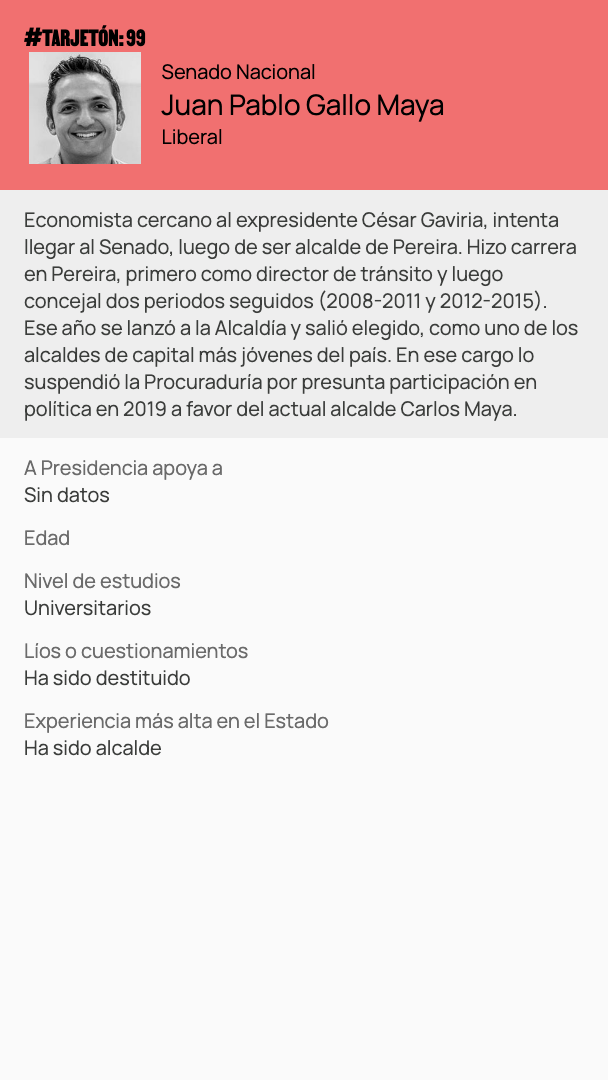 #TARJETÓN: 99
Senado Nacional
Juan Pablo Gallo Maya
Liberal
Economista cercano al expresidente César Gaviria, intenta
llegar al Senado, luego de ser alcalde de Pereira. Hizo carrera
en Pereira, primero como director de tránsito y luego
concejal dos periodos seguidos (2008-2011 y 2012-2015).
Ese año se lanzó a la Alcaldía y salió elegido, como uno de los
alcaldes de capital más jóvenes del país. En ese cargo lo
suspendió la Procuraduría por presunta participación en
política en 2019 a favor del actual alcalde Carlos Maya.
A Presidencia apoya a
Sin datos
Edad
Nivel de estudios
Universitarios
Líos o cuestionamientos
Ha sido destituido
Experiencia más alta en el Estado
Ha sido alcalde